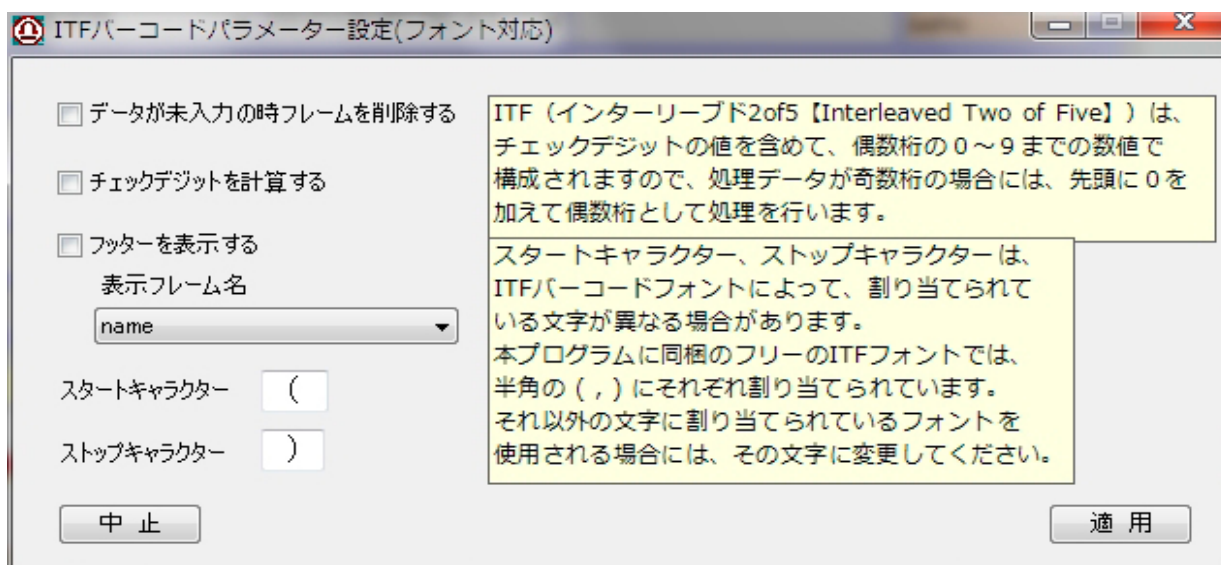 ITFバーコードパラメーター設定(フォント対応)
データが未入力の時フレームを削除する
チェックデジットを計算する
フッターを表示する
表示フレーム名
name
スタートキャラクター (
ストップキャラクター )
ITF（インターリーブド2of5【Interleaved Two of Five】）は、
チェックデジットの値を含めて、偶数桁の０～９までの数値で
構成されますので、処理データが奇数桁の場合には、先頭に０を
加えて偶数桁として処理を行います。
スタートキャラクター、ストップキャラクターは、
ITFバーコードフォントによって、割り当てられて
いる文字が異なる場合があります。
本プログラムに同梱のフリーのITFフォントでは、
半角の ( , ) にそれぞれ割り当てられています。
それ以外の文字に割り当てられているフォントを
使用される場合には、その文字に変更してください。
中 止
適 用